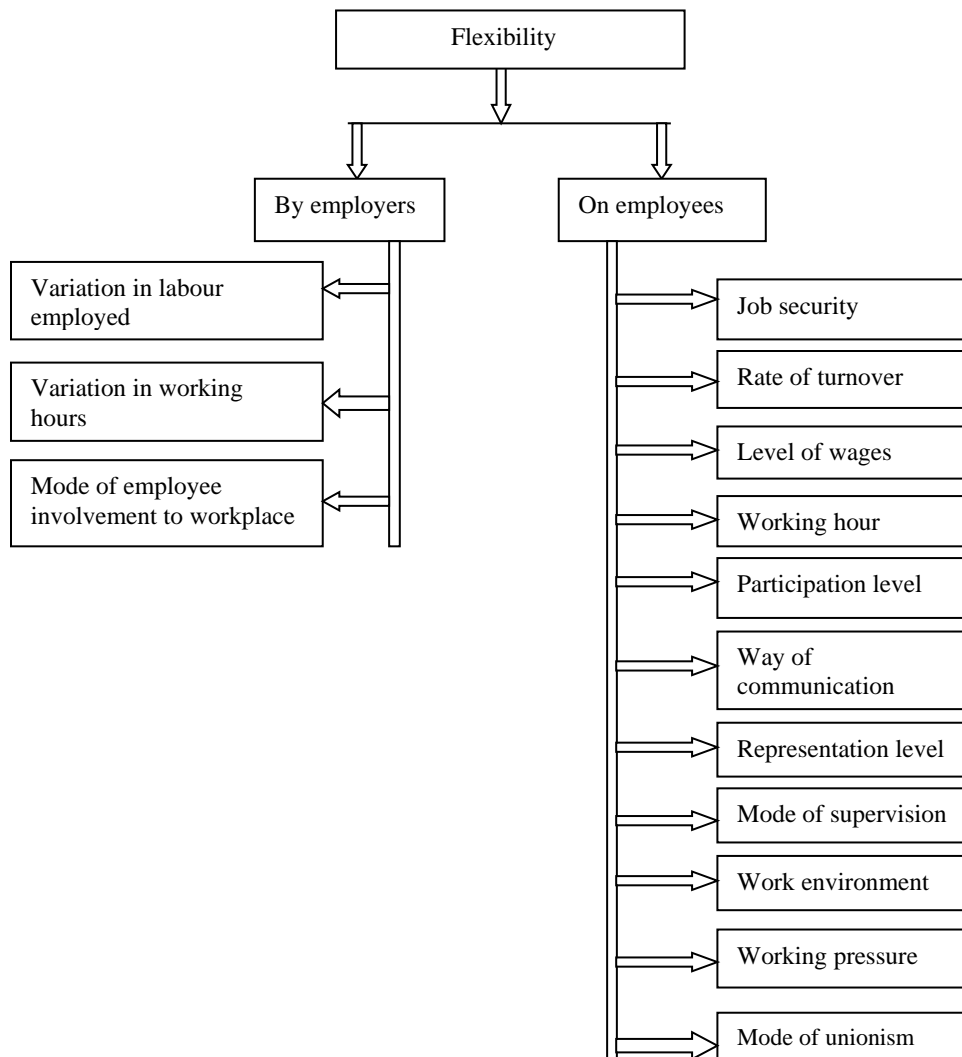 Flexibility
By employers
On employees
Variation in labour
employed
Variation in working
hours
Mode of employee
involvement to workplace
Job security
Rate of turnover
Level of wages
Working hour
Participation level
Way of
communication
Representation level
Mode of supervision
Work environment
Working pressure
Mode of unionism